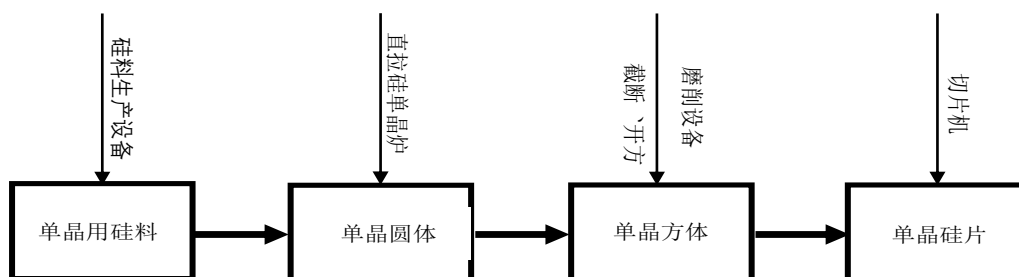 硅料生产设备
直拉硅单晶炉
磨削设备
截断、开方
切片机
单晶用硅料
单晶圆体
单晶方体
单晶硅片